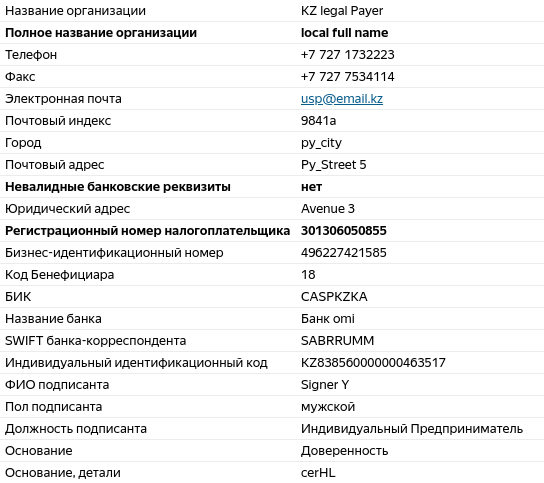 Название организации KZ legal Payer
Полное название организации local full name
Телефон +7 727 1732223
Факс +7 727 7534114
Электронная почта usp@email.kz
Почтовый индекс 9841a
Город py_city
Почтовый адрес Py_Street 5
Невалидные банковские реквизиты нет
Юридический адрес Avenue 3
Регистрационный номер налогоплательщика 301306050855
Бизнес-идентификационный номер 496227421585
Код Бенефициара 18
БИК CASPKZKA
Название банка Банк omi
SWIFT банка-корреспондента SABRRUMM
Индивидуальный идентификационный код KZ838560000000463517
ФИО подписанта Signer Y
Пол подписанта мужской
Должность подписанта Индивидуальный Предприниматель
Основание Доверенность
Основание, детали cerHL